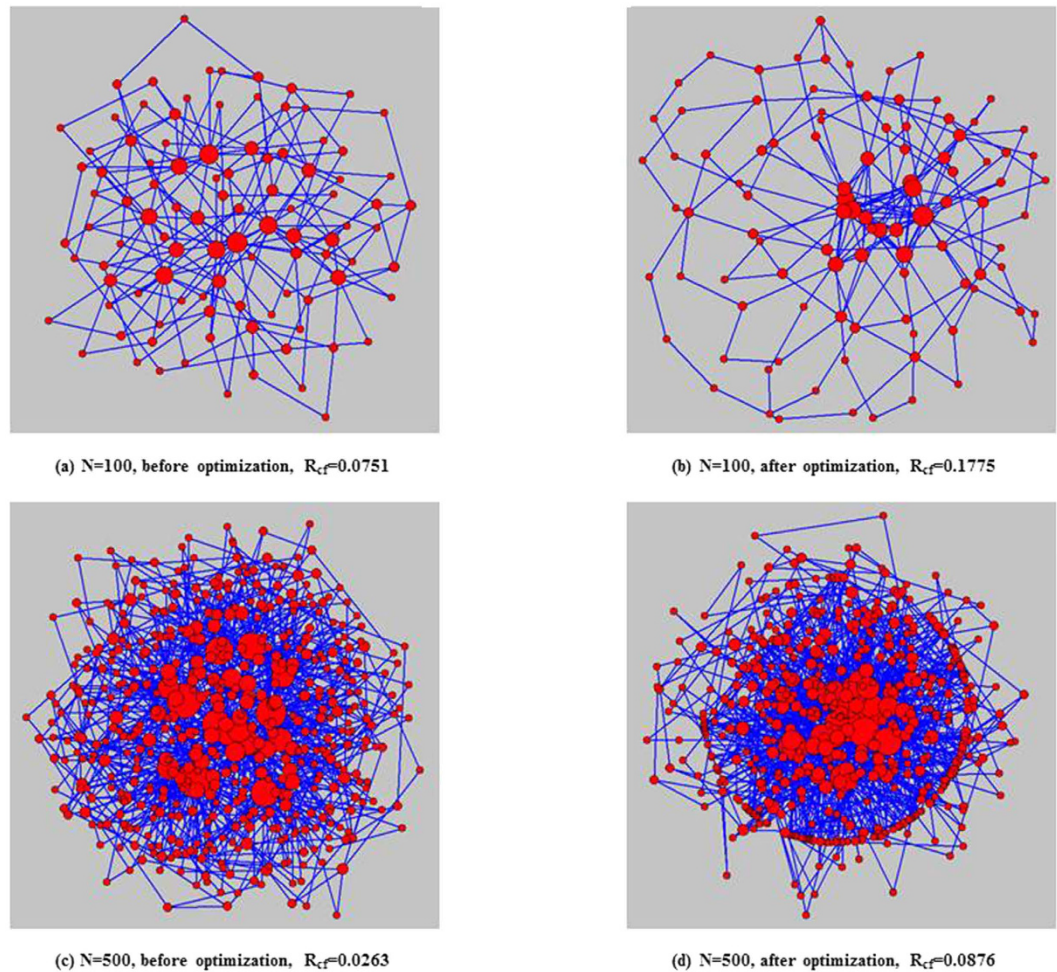 (a) N=100, before optimization, Rcf=0.0751
(b) N=100, after optimization, Rcf=0.1775
(c) N=500, before optimization, Rcf=0.0263
(d) N=500, after optimization, Rcf=0.0876